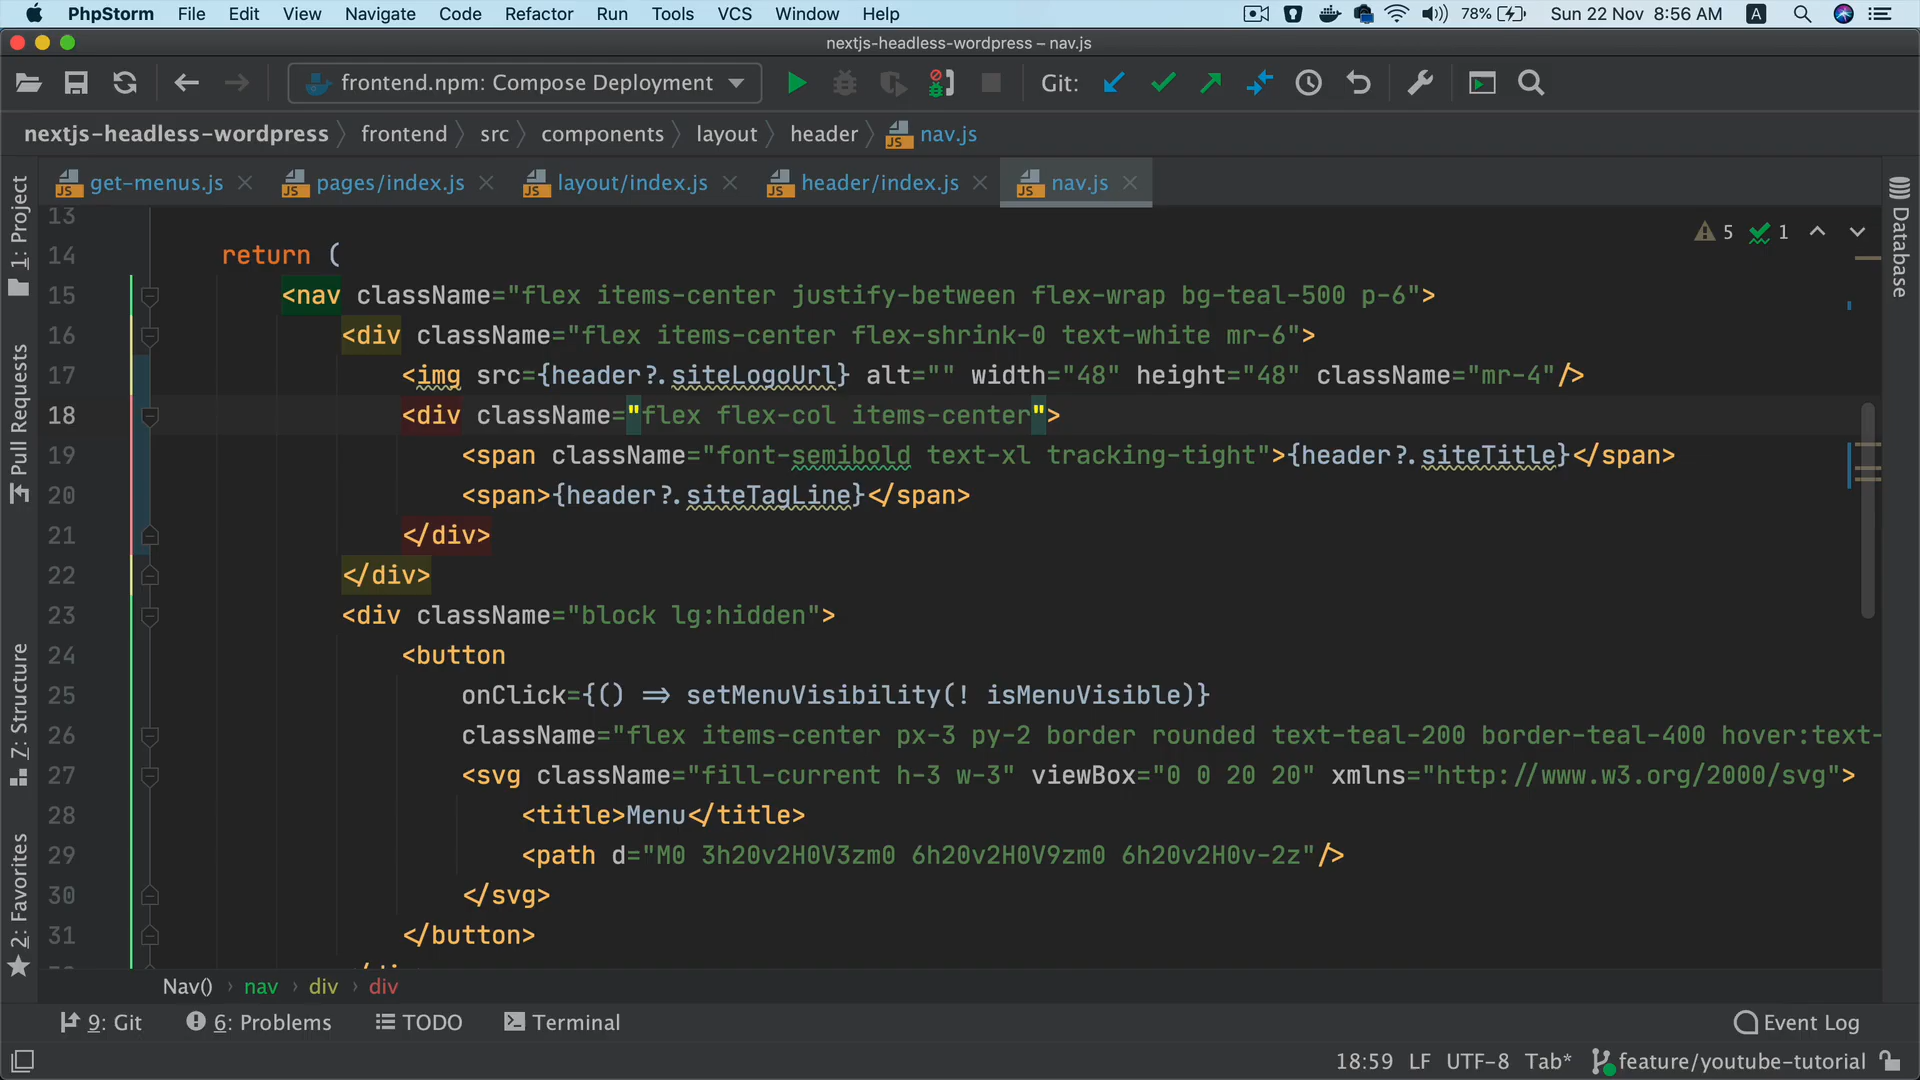 PhpStorm File Edit View Navigate Code Refactor Run Tools VCS Window Help 78% Sun 22 Nov 8:56 AM A
nextjs-headless-wordpress – nav.js
frontend.npm: Compose Deployment Git:
nextjs-headless-wordpress frontend src components layout header nav.js
get-menus.js pages/index.js layout/index.js header/index.js nav.js
1: Project
Pull Requests
Z: Structure
2: Favorites
Database
5 1
13
14 return (
15 <nav className="flex items-center justify-between flex-wrap bg-teal-500 p-6">
16 <div className="flex items-center flex-shrink-0 text-white mr-6">
17 <img src={header?.siteLogoUrl} alt="" width="48" height="48" className="mr-4"/>
18 <div className="flex flex-col items-center">
19 <span className="font-semibold text-xl tracking-tight">{header?.siteTitle}</span>
20 <span>{header?.siteTagLine}</span>
21 </div>
22 </div>
23 <div className="block lg:hidden">
24 <button
25 onClick={() => setMenuVisibility(! isMenuVisible)}
26 className="flex items-center px-3 py-2 border rounded text-teal-200 border-teal-400 hover:text-
27 <svg className="fill-current h-3 w-3" viewBox="0 0 20 20" xmlns="http://www.w3.org/2000/svg">
28 <title>Menu</title>
29 <path d="M0 3h20v2H0V3zm0 6h20v2H0V9zm0 6h20v2H0v-2z"/>
30 </svg>
31 </button>
Nav() › nav › div › div
9: Git 6: Problems TODO Terminal Event Log
18:59 LF UTF-8 Tab* feature/youtube-tutorial